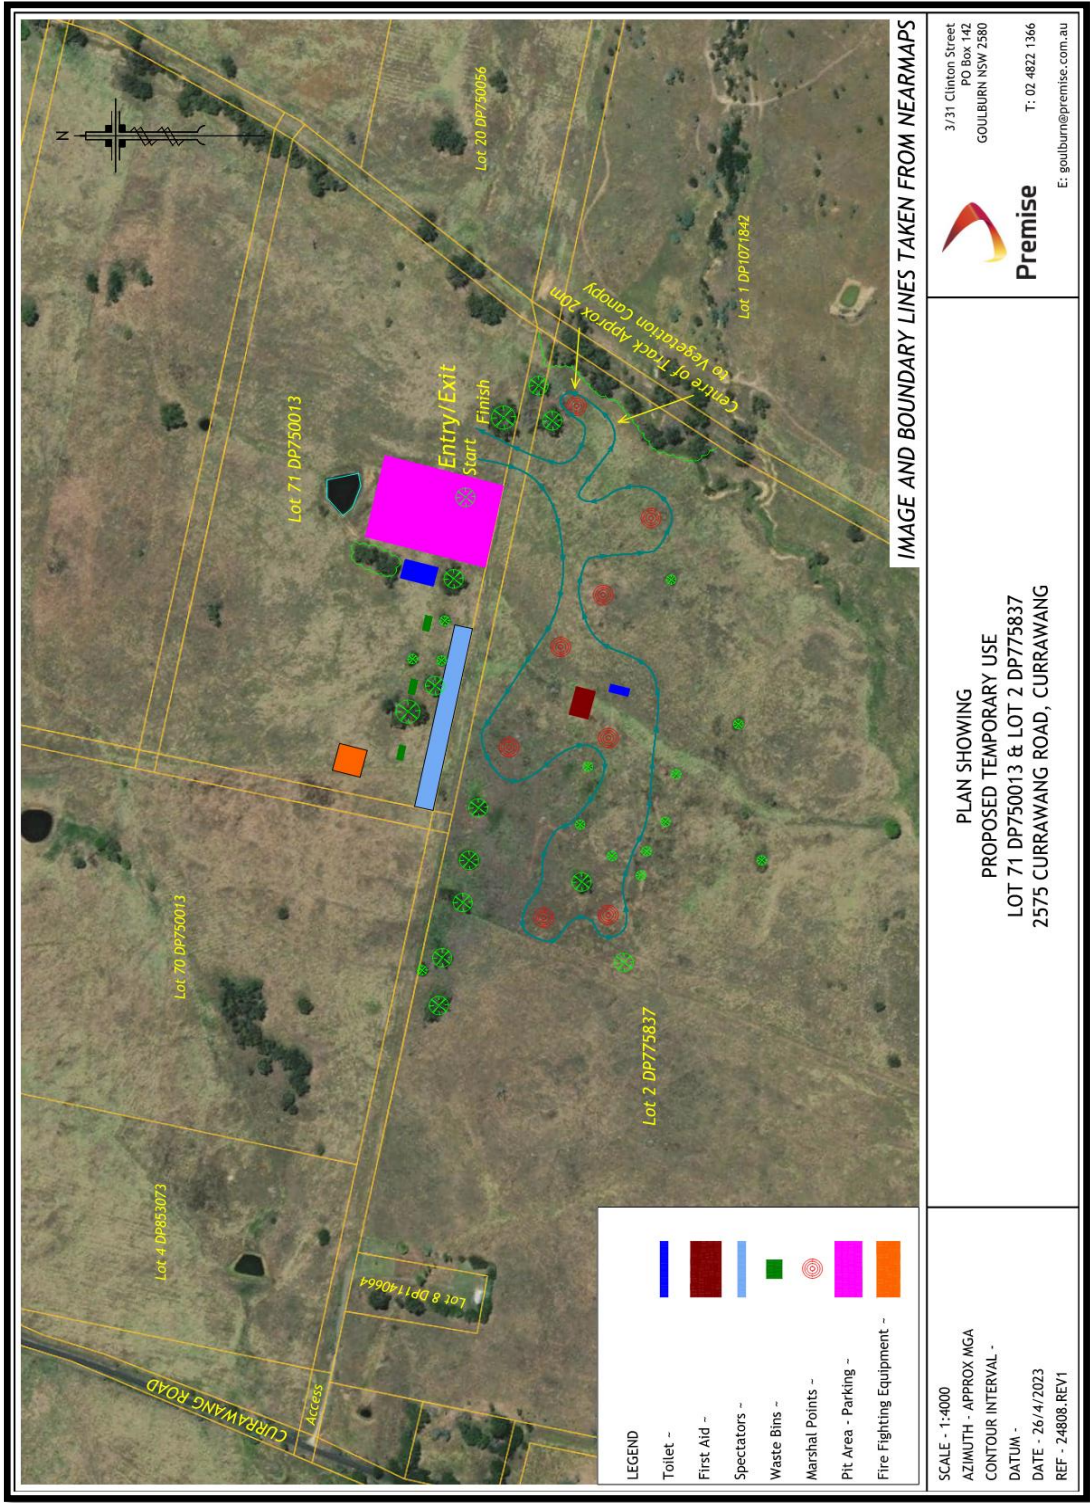 N
Lot 20 DP750056
Lot 71 DP750013
Lot 70 DP750013
Lot 4 DP853073
Lot 1 DP1071842
Lot 2 DP775837
Lot 8 DP1140664
CURRAWANG ROAD
Access
Entry/Exit
Start
Finish
Centre of Track Approx 20m
to Vegetation Canopy
IMAGE AND BOUNDARY LINES TAKEN FROM NEARMAPS
LEGEND
Toilet ~
First Aid ~
Spectators ~
Waste Bins ~
Marshal Points ~
Pit Area - Parking ~
Fire Fighting Equipment ~
SCALE - 1:4000
AZIMUTH - APPROX MGA
CONTOUR INTERVAL -
DATUM -
DATE - 26/4/2023
REF - 24808.REV1
PLAN SHOWING
PROPOSED TEMPORARY USE
LOT 71 DP750013 & LOT 2 DP775837
2575 CURRAWANG ROAD, CURRAWANG
Premise
3/31 Clinton Street
PO Box 142
GOULBURN NSW 2580
T: 02 4822 1366
E: goulburn@premise.com.au